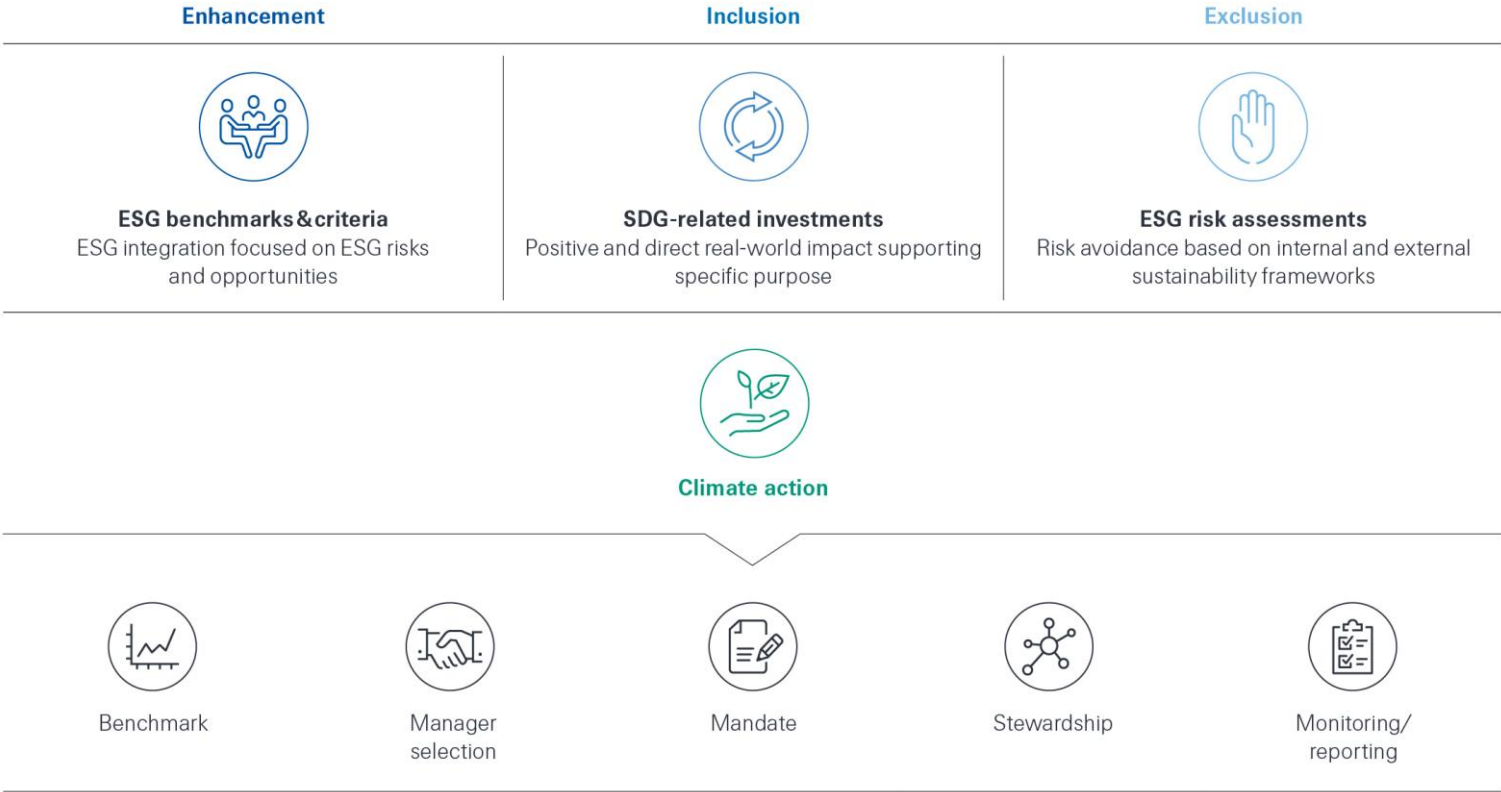 Enhancement
Inclusion
Exclusion
ESG benchmarks & criteria
ESG integration focused on ESG risks
and opportunities
SDG-related investments
Positive and direct real-world impact supporting
specific purpose
ESG risk assessments
Risk avoidance based on internal and external
sustainability frameworks
Climate action
Benchmark
Manager
selection
Mandate
Stewardship
Monitoring/
reporting